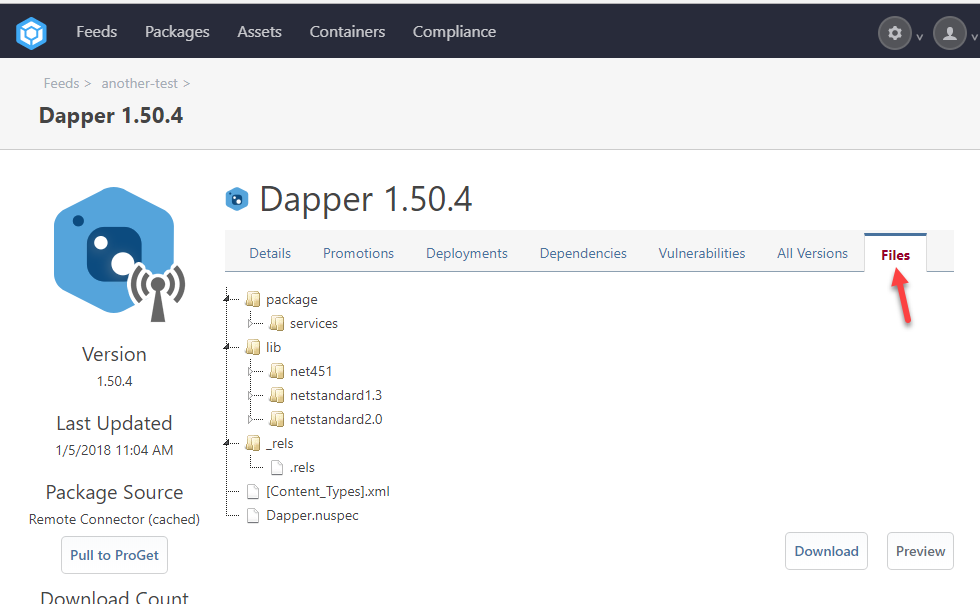 Feeds Packages Assets Containers Compliance
Feeds > another-test >
Dapper 1.50.4
Dapper 1.50.4
Details Promotions Deployments Dependencies Vulnerabilities All Versions Files
package
services
lib
net451
netstandard1.3
netstandard2.0
_rels
.rels
[Content_Types].xml
Dapper.nuspec
Version
1.50.4
Last Updated
1/5/2018 11:04 AM
Package Source
Remote Connector (cached)
Pull to ProGet
Download Count
Download Preview